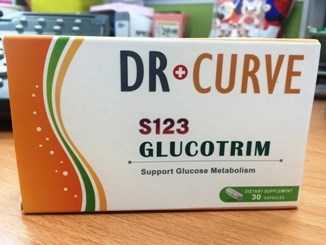 DR CURVE
S123
GLUCOTRIM
Support Glucose Metabolism
DIETARY SUPPLEMENT
30 CAPSULES